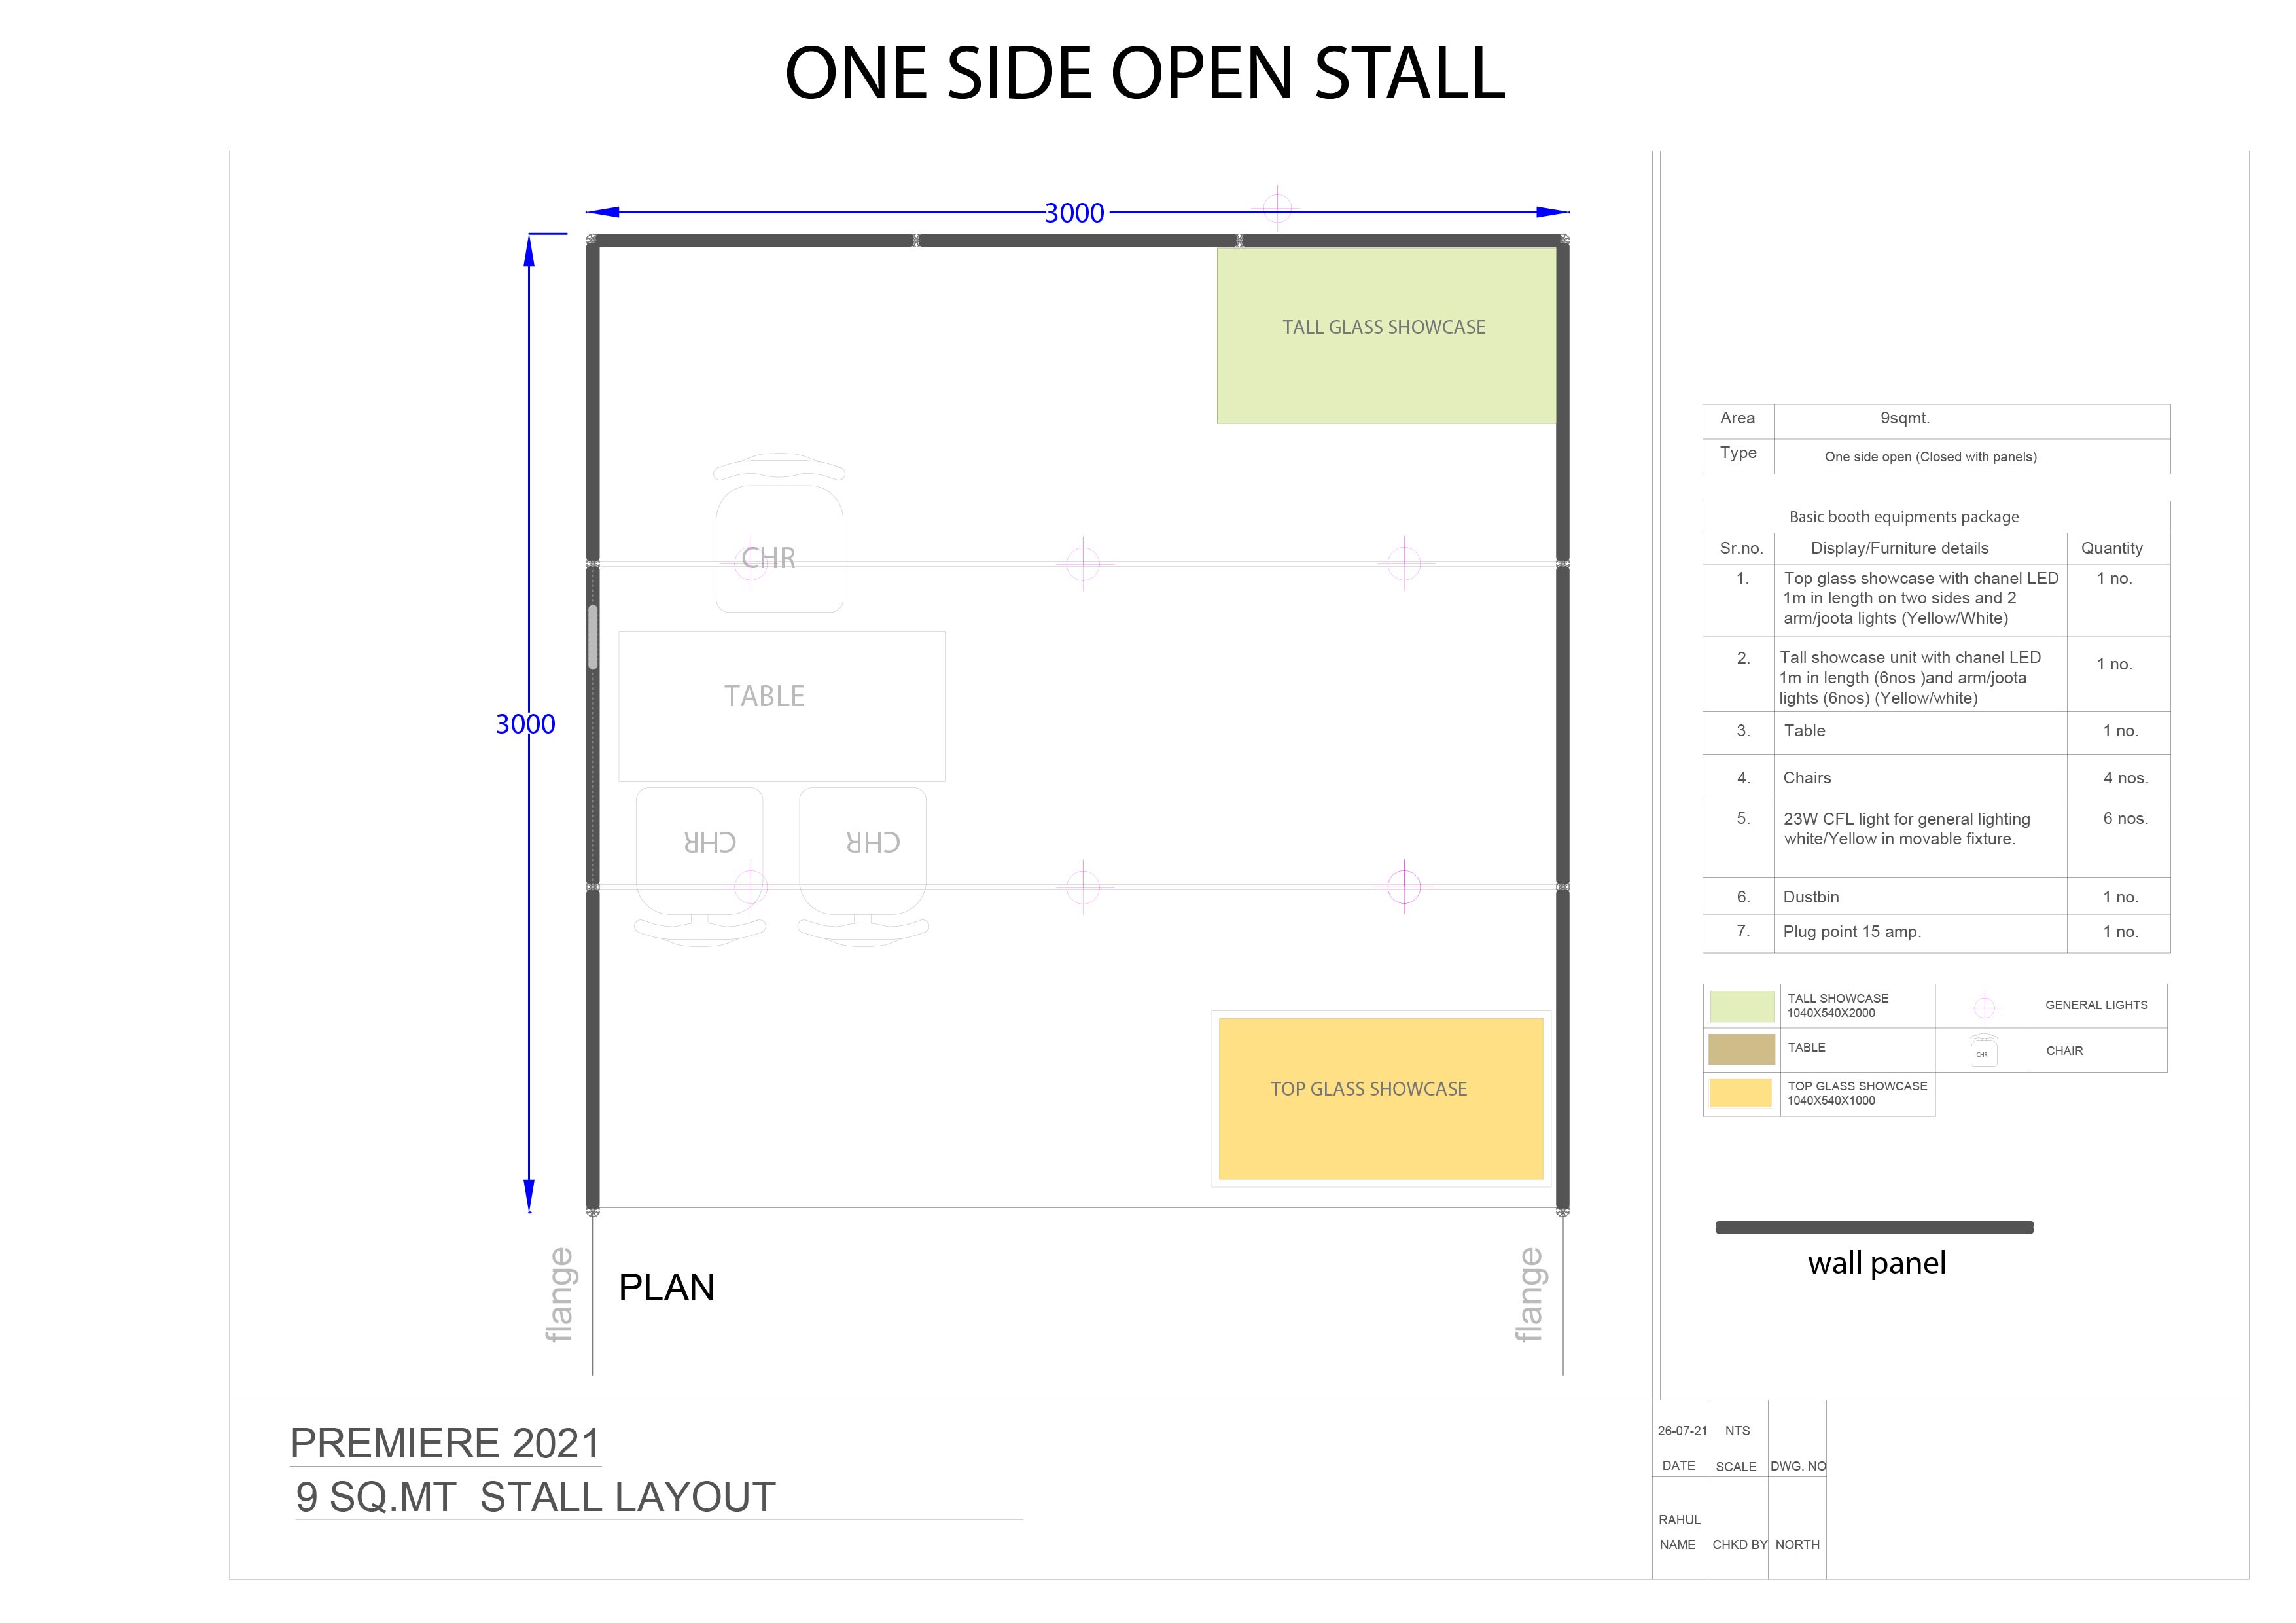 ONE SIDE OPEN STALL
3000
TALL GLASS SHOWCASE
CHR
3000
TABLE
CHR CHR
TOP GLASS SHOWCASE
flange
PLAN
flange
Area 9sqmt.
Type One side open (Closed with panels)
Basic booth equipments package
Sr.no. Display/Furniture details Quantity
1. Top glass showcase with chanel LED 1 no.
1m in length on two sides and 2
arm/joota lights (Yellow/White)
2. Tall showcase unit with chanel LED 1 no.
1m in length (6nos )and arm/joota
lights (6nos) (Yellow/white)
3. Table 1 no.
4. Chairs 4 nos.
5. 23W CFL light for general lighting 6 nos.
white/Yellow in movable fixture.
6. Dustbin 1 no.
7. Plug point 15 amp. 1 no.
TALL SHOWCASE
1040X540X2000
GENERAL LIGHTS
TABLE
CHR
CHAIR
TOP GLASS SHOWCASE
1040X540X1000
wall panel
PREMIERE 2021
9 SQ.MT STALL LAYOUT
26-07-21 NTS
DATE SCALE DWG. NO
RAHUL
NAME CHKD BY NORTH